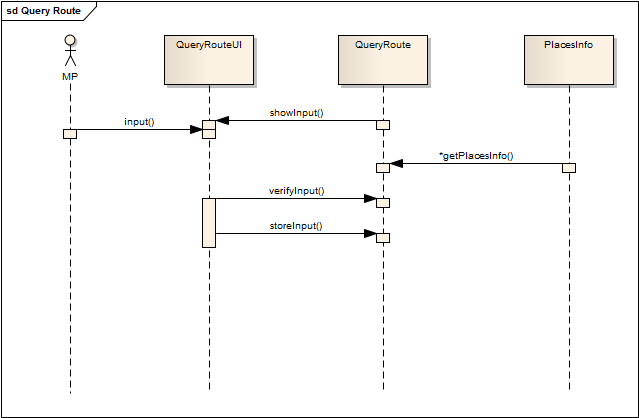 sd Query Route
MP
QueryRouteUI
QueryRoute
PlacesInfo
showInput()
input()
*getPlacesInfo()
verifyInput()
storeInput()